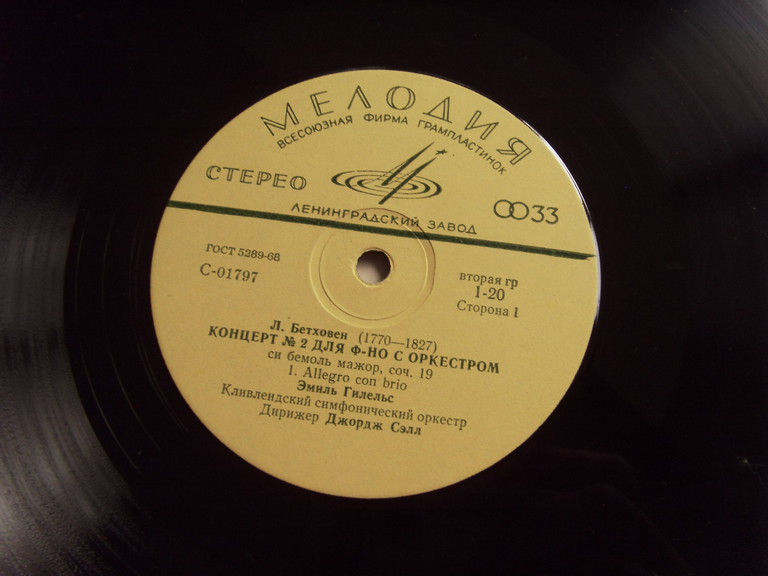 МЕЛОДИЯ
ВСЕСОЮЗНАЯ ФИРМА ГРАМПЛАСТИНОК
СТЕРЕО
33
ЛЕНИНГРАДСКИЙ ЗАВОД
ГОСТ 5289-68
С-01797
вторая гр
1-20
Сторона 1
Л. Бетховен (1770—1827)
КОНЦЕРТ № 2 ДЛЯ Ф-НО С ОРКЕСТРОМ
си бемоль мажор, соч. 19
1. Allegro con brio
Эмиль Гилельс
Кливлендский симфонический оркестр
Дирижер Джордж Сэлл